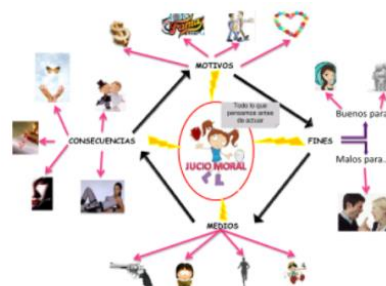 MOTIVOS
Todo lo que
pensamos antes
de actuar
Buenos para..
CONSECUENCIAS
FINES
JUCIO MORAL
Malos para..
MEDIOS